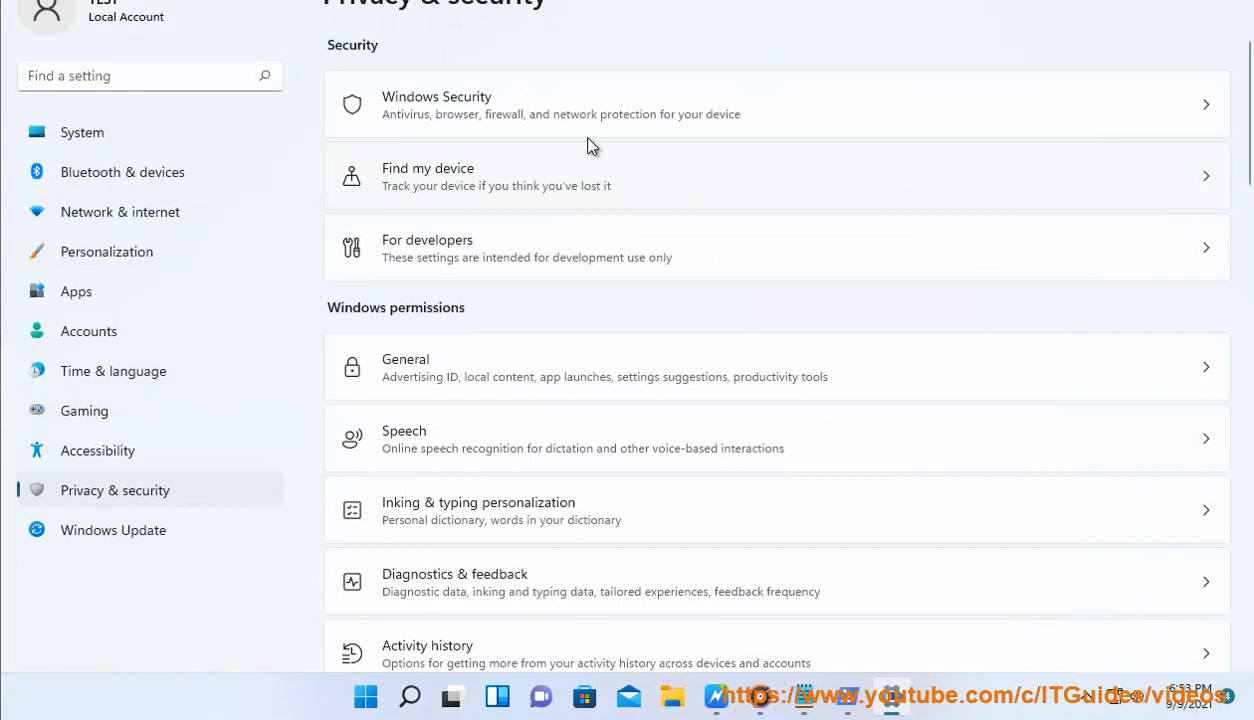 TEST
Local Account
Privacy & security
Find a setting
System
Bluetooth & devices
Network & internet
Personalization
Apps
Accounts
Time & language
Gaming
Accessibility
Privacy & security
Windows Update
Security
Windows Security
Antivirus, browser, firewall, and network protection for your device
Find my device
Track your device if you think you've lost it
For developers
These settings are intended for development use only
Windows permissions
General
Advertising ID, local content, app launches, settings suggestions, productivity tools
Speech
Online speech recognition for dictation and other voice-based interactions
Inking & typing personalization
Personal dictionary, words in your dictionary
Diagnostics & feedback
Diagnostic data, inking and typing data, tailored experiences, feedback frequency
Activity history
Options for getting more from your activity history across devices and accounts
https://www.youtube.com/c/ITGuides/videos
6:53 PM
9/9/2021